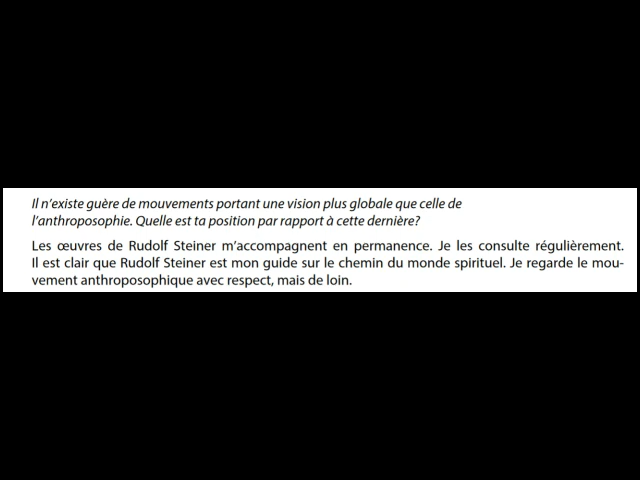 Il n’existe guère de mouvements portant une vision plus globale que celle de
l’anthroposophie. Quelle est ta position par rapport à cette dernière?
Les œuvres de Rudolf Steiner m’accompagnent en permanence. Je les consulte régulièrement.
Il est clair que Rudolf Steiner est mon guide sur le chemin du monde spirituel. Je regarde le mou-
vement anthroposophique avec respect, mais de loin.